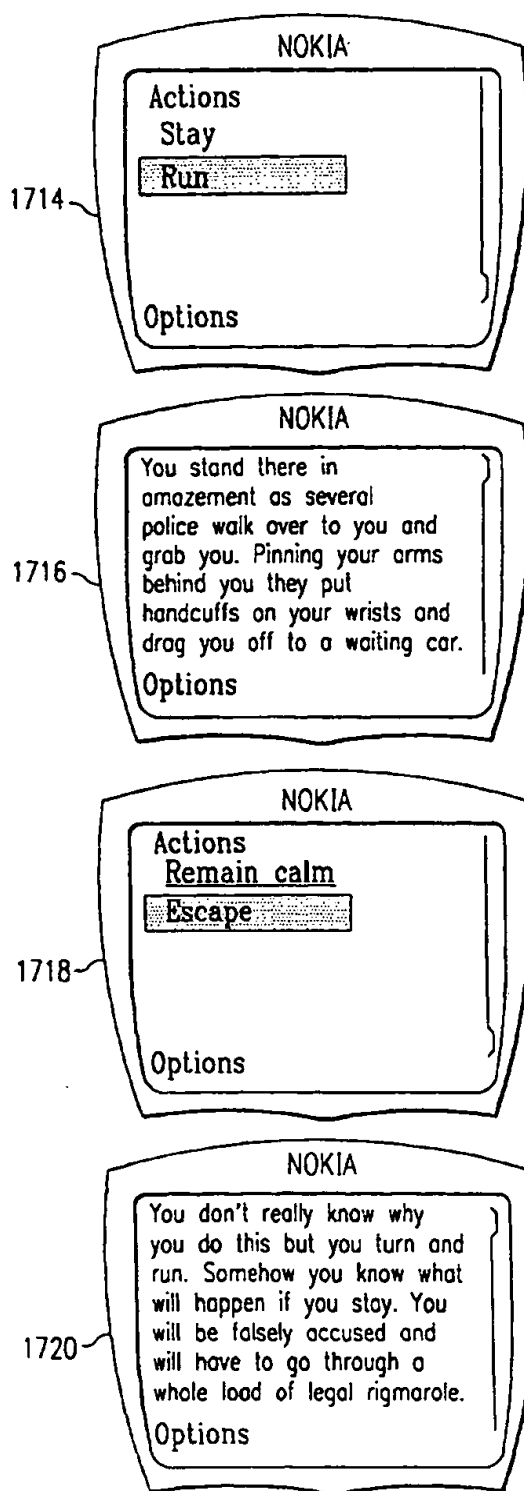 NOKIA
Actions
Stay
Run
1714
Options
NOKIA
You stand there in
amazement as several
police walk over to you and
grab you. Pinning your arms
1716
behind you they put
handcuffs on your wrists and
drag you off to a waiting car.
Options
NOKIA
Actions
Remain calm
Escape
1718
Options
NOKIA
You don't really know why
you do this but you turn and
run. Somehow you know what
will happen if you stay. You
will be falsely accused and
1720
will have to go through a
whole load of legal rigmarole.
Options